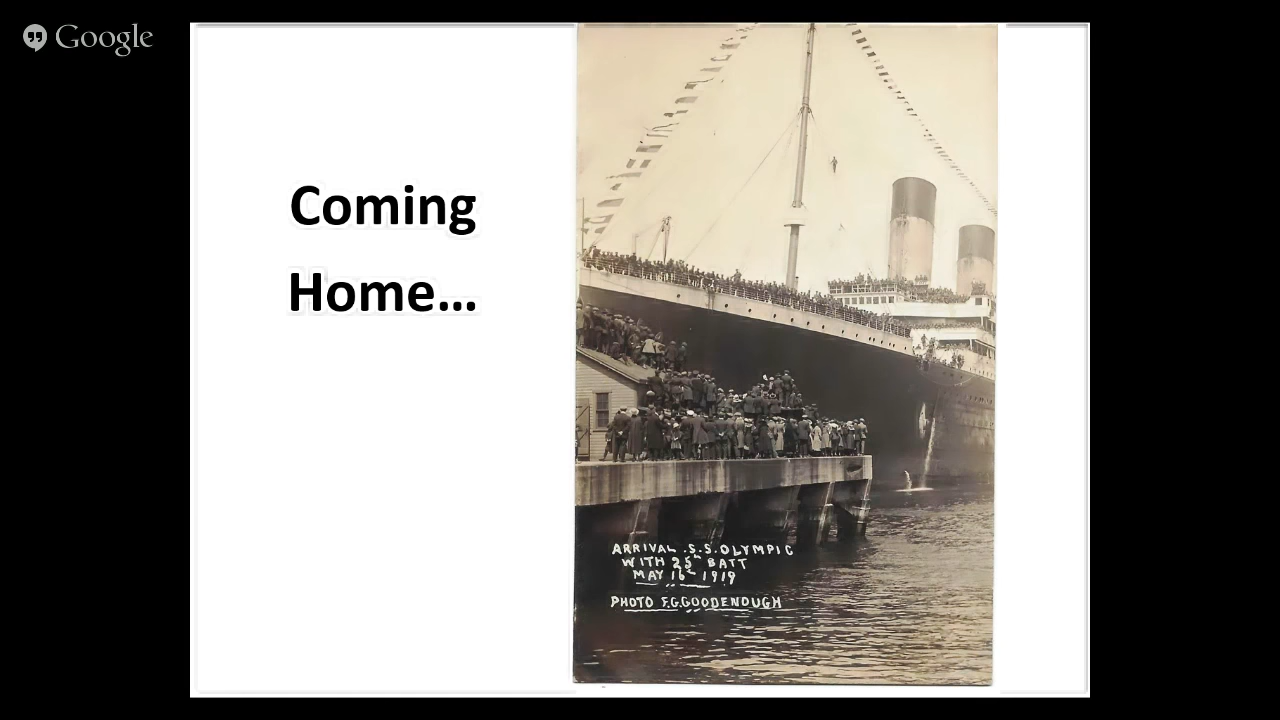 Google
Coming
Home...
ARRIVAL .S.S.OLYMPIC
WITH 25th BATT
MAY 16th 1919
PHOTO F.G.GOODENOUGH